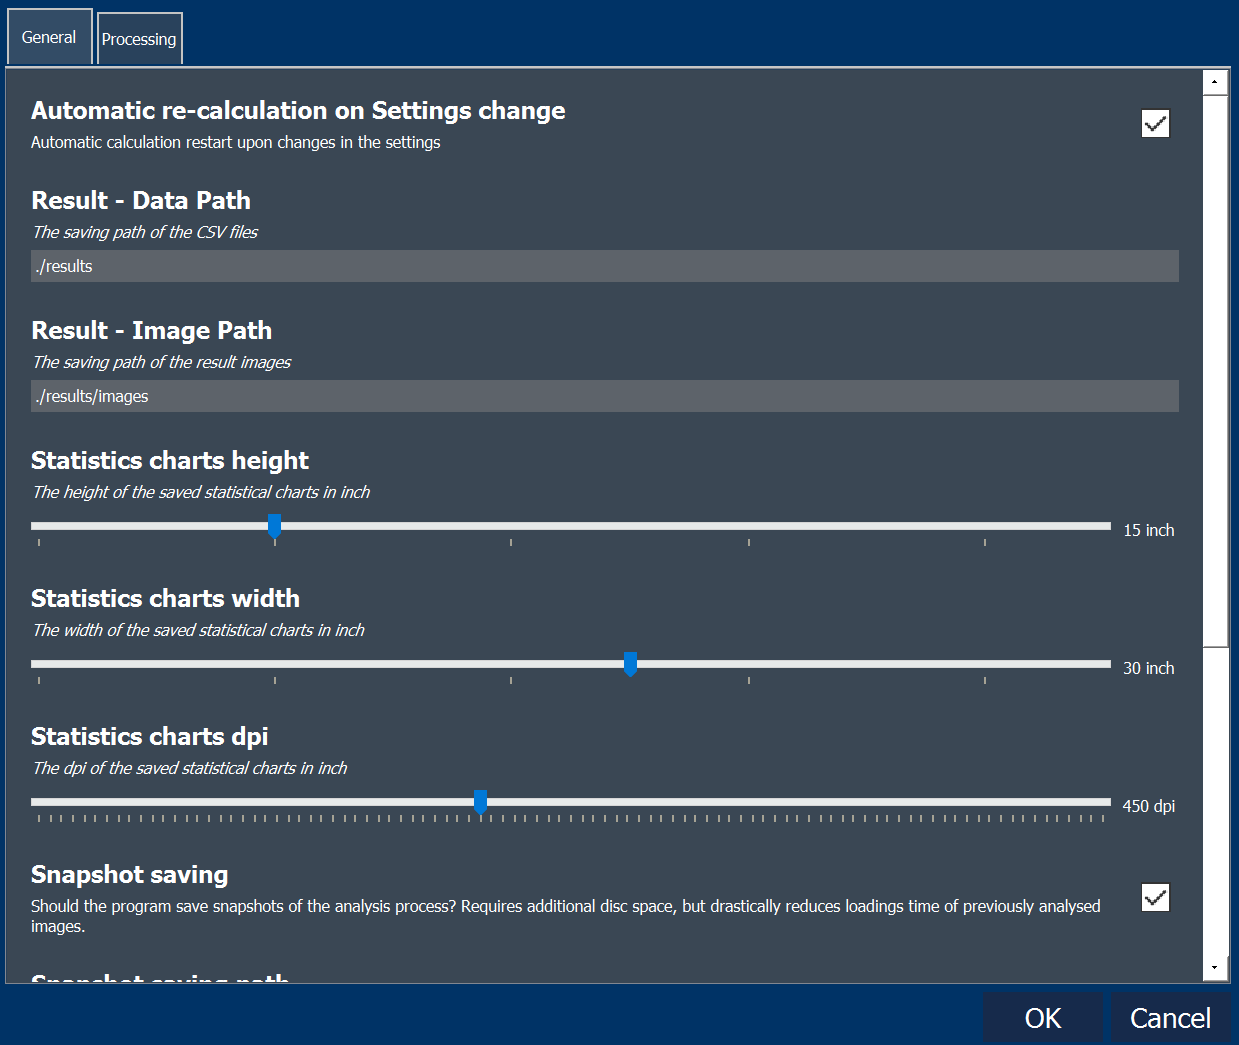 General
Processing
Automatic re-calculation on Settings change
Automatic calculation restart upon changes in the settings
Result - Data Path
The saving path of the CSV files
./results
Result - Image Path
The saving path of the result images
./results/images
Statistics charts height
The height of the saved statistical charts in inch
15 inch
Statistics charts width
The width of the saved statistical charts in inch
30 inch
Statistics charts dpi
The dpi of the saved statistical charts in inch
450 dpi
Snapshot saving
Should the program save snapshots of the analysis process? Requires additional disc space, but drastically reduces loadings time of previously analysed
images.
Snapshot saving path
OK
Cancel